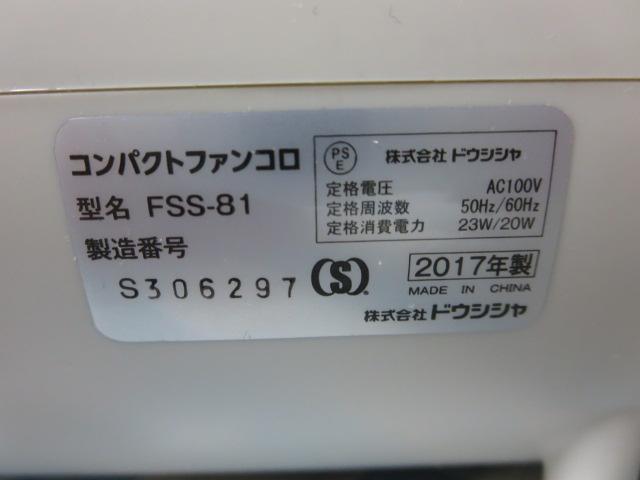 コンパクトファンコロ
型名 FSS-81
製造番号
S306297
PS
E
株式会社 ドウシシャ
定格電圧 AC100V
定格周波数 50Hz/60Hz
定格消費電力 23W/20W
(S)
2017年製
MADE IN CHINA
株式会社 ドウシシャ